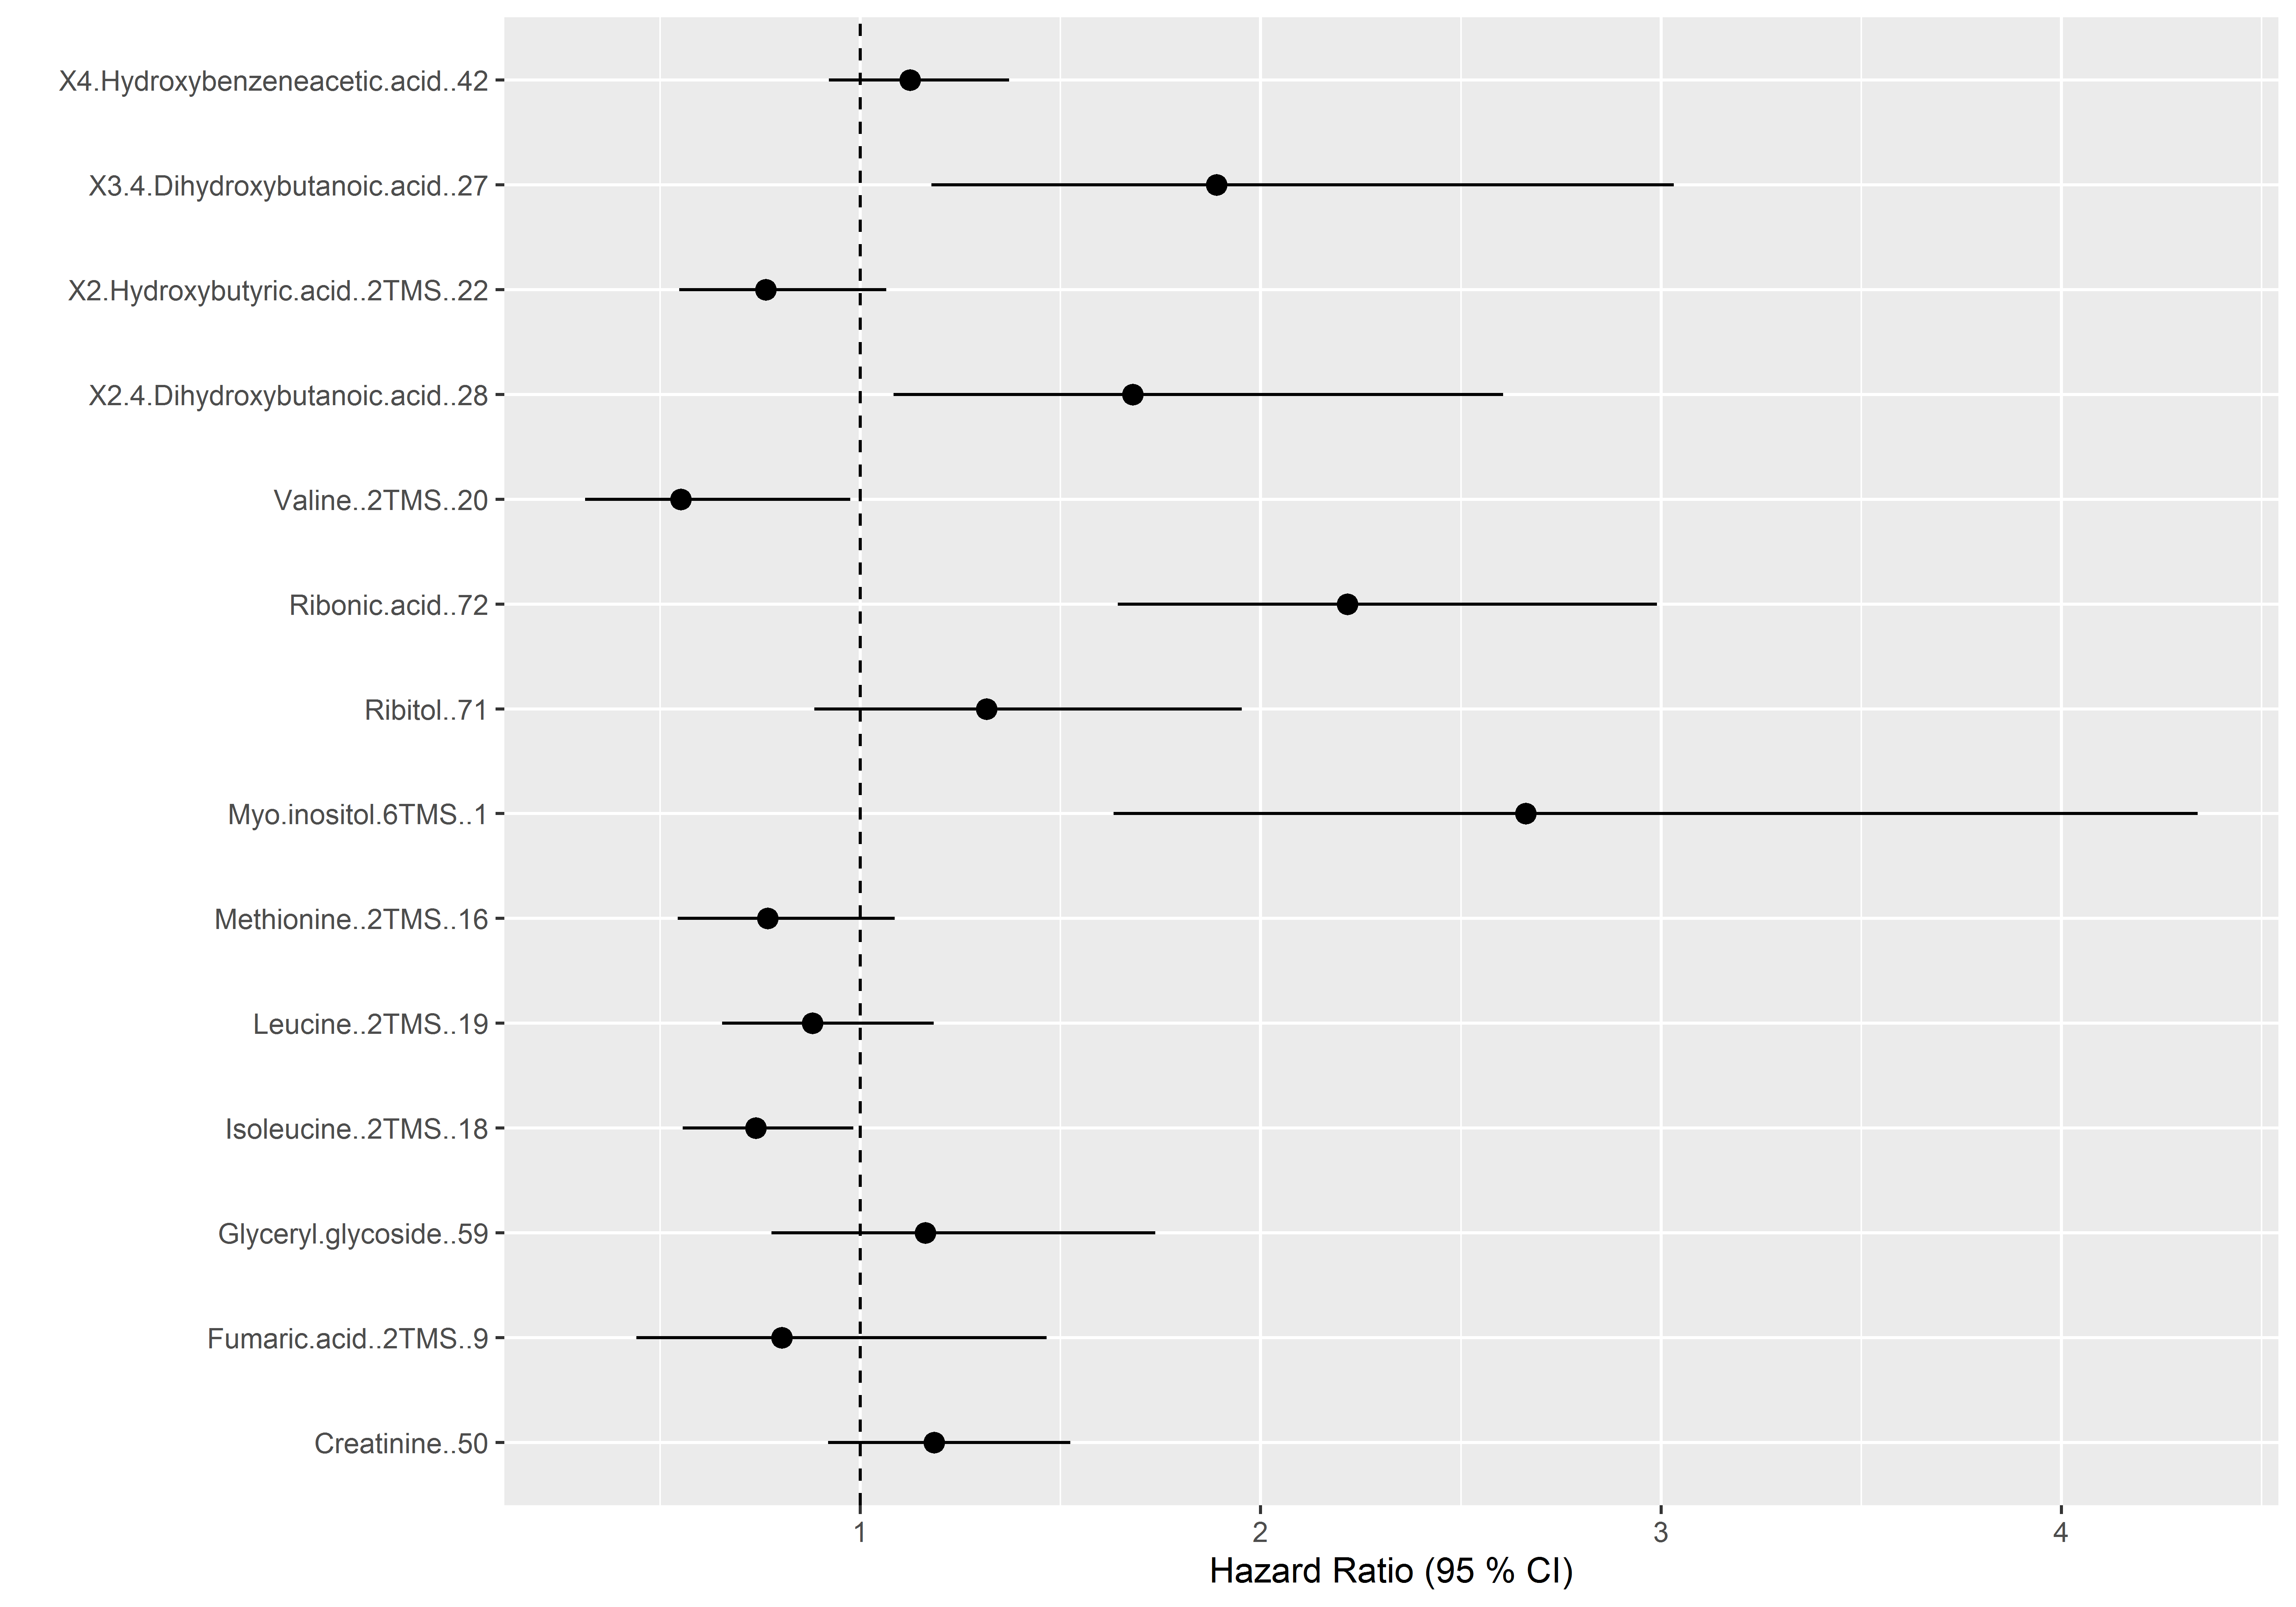 X4.Hydroxybenzeneacetic.acid..42
X3.4.Dihydroxybutanoic.acid..27
X2.Hydroxybutyric.acid..2TMS..22
X2.4.Dihydroxybutanoic.acid..28
Valine..2TMS..20
Ribonic.acid..72
Ribitol..71
Myo.inositol.6TMS..1
Methionine..2TMS..16
Leucine..2TMS..19
Isoleucine..2TMS..18
Glyceryl.glycoside..59
Fumaric.acid..2TMS..9
Creatinine..50
1 2 3 4
Hazard Ratio (95 % CI)